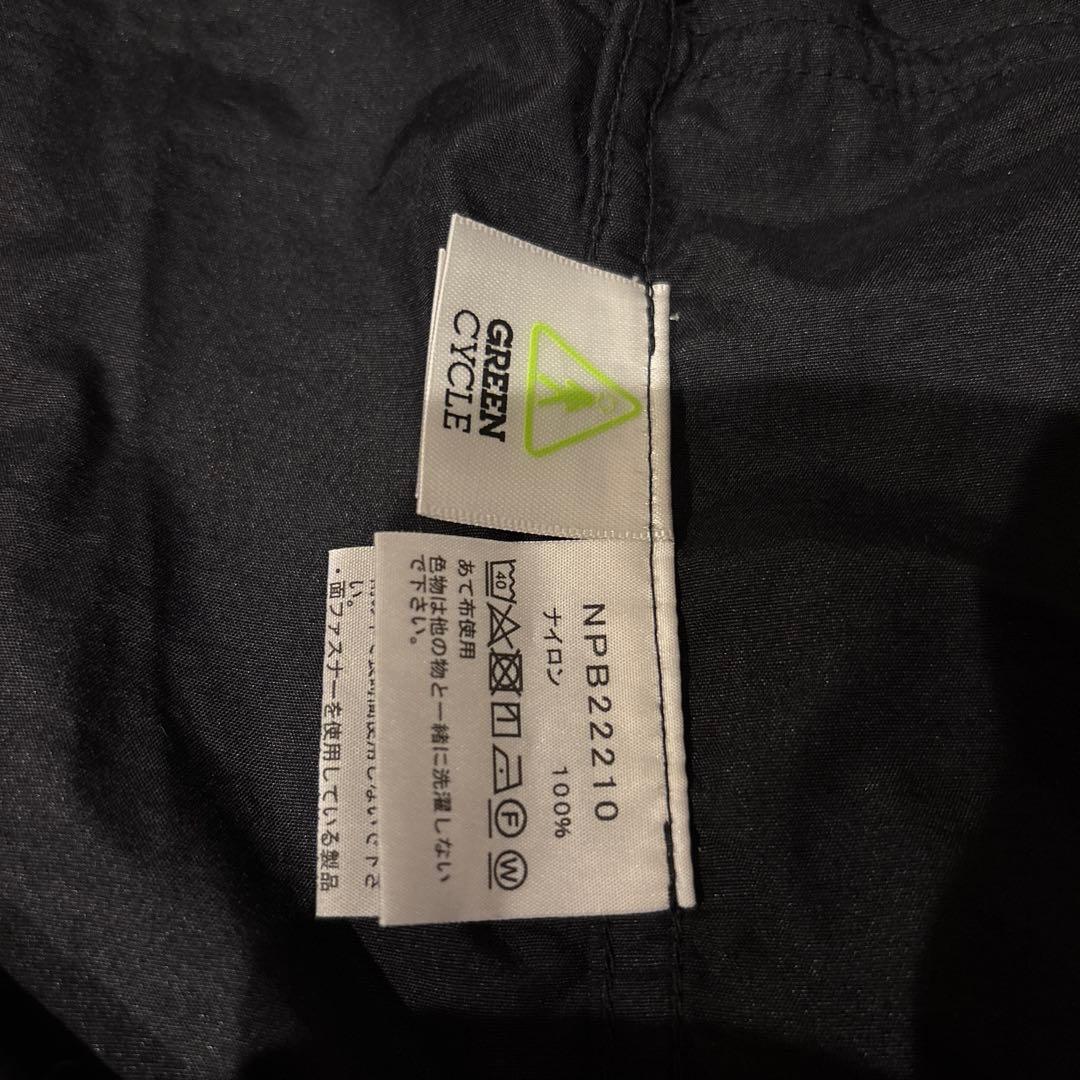 GREEN
CYCLE
NPB22210
ナイロン 100%
40
F W
あて布使用
色物は他の物と一緒に洗濯しない
で下さい。
い。
・面ファスナーを使用している製品